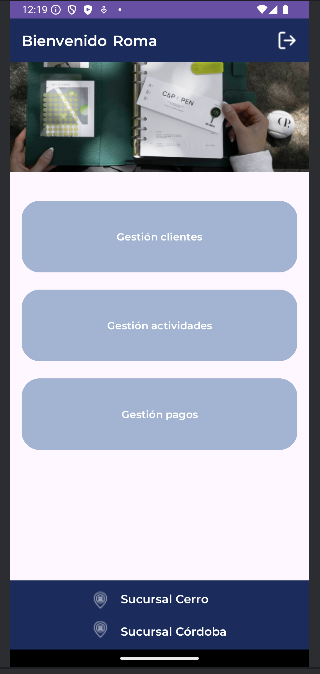 12:19
Bienvenido Roma
C&P / PEN
CP.
Gestión clientes
Gestión actividades
Gestión pagos
Sucursal Cerro
Sucursal Córdoba